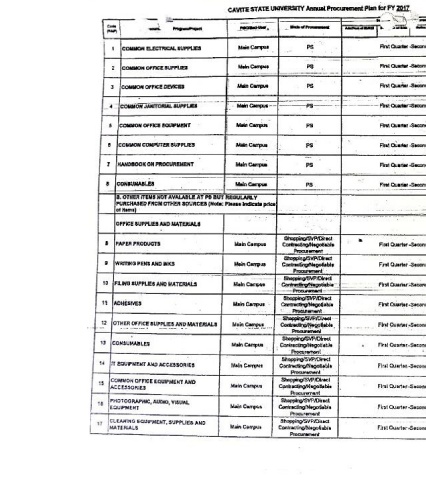 CAVITE STATE UNIVERSITY Annual Procurement Plan for FY 2017
Code (PAP) Program/Project Mode of Procurement
1 COMMON ELECTRICAL SUPPLIES Main Campus PS First Quarter -Secon
2 COMMON OFFICE SUPPLIES Main Campus PS First Quarter -Secon
3 COMMON OFFICE DEVICES Main Campus PS First Quarter -Secon
4 COMMON JANITORIAL SUPPLIES Main Campus PS First Quarter -Secon
5 COMMON OFFICE EQUIPMENT Main Campus PS First Quarter -Secon
6 COMMON COMPUTER SUPPLIES Main Campus PS First Quarter -Secon
7 HANDBOOK ON PROCUREMENT Main Campus PS First Quarter -Secon
8 CONSUMABLES Main Campus PS First Quarter -Secon
B. OTHER ITEMS NOT AVAILABLE AT PS BUT REGULARLY
PURCHASED FROM OTHER SOURCES (Note: Please indicate price
of items)
OFFICE SUPPLIES AND MATERIALS
8 PAPER PRODUCTS Main Campus Shopping/SVP/Direct Contracting/Negotiable Procurement First Quarter -Secon
9 WRITING PENS AND INKS Main Campus Shopping/SVP/Direct Contracting/Negotiable Procurement First Quarter -Secon
10 FILING SUPPLIES AND MATERIALS Main Campus Shopping/SVP/Direct Contracting/Negotiable Procurement First Quarter -Secon
11 ADHESIVES Main Campus Shopping/SVP/Direct Contracting/Negotiable Procurement First Quarter -Secon
12 OTHER OFFICE SUPPLIES AND MATERIALS Main Campus Shopping/SVP/Direct Contracting/Negotiable Procurement First Quarter -Secon
13 CONSUMABLES Main Campus Shopping/SVP/Direct Contracting/Negotiable Procurement First Quarter -Secon
14 IT EQUIPMENT AND ACCESSORIES Main Campus Shopping/SVP/Direct Contracting/Negotiable Procurement First Quarter -Secon
15 COMMON OFFICE EQUIPMENT AND ACCESSORIES Main Campus Shopping/SVP/Direct Contracting/Negotiable Procurement First Quarter -Secon
16 PHOTOGRAPHIC, AUDIO, VISUAL EQUIPMENT Main Campus Shopping/SVP/Direct Contracting/Negotiable Procurement First Quarter -Secon
17 CLEANING EQUIPMENT, SUPPLIES AND MATERIALS Main Campus Shopping/SVP/Direct Contracting/Negotiable Procurement First Quarter -Secon